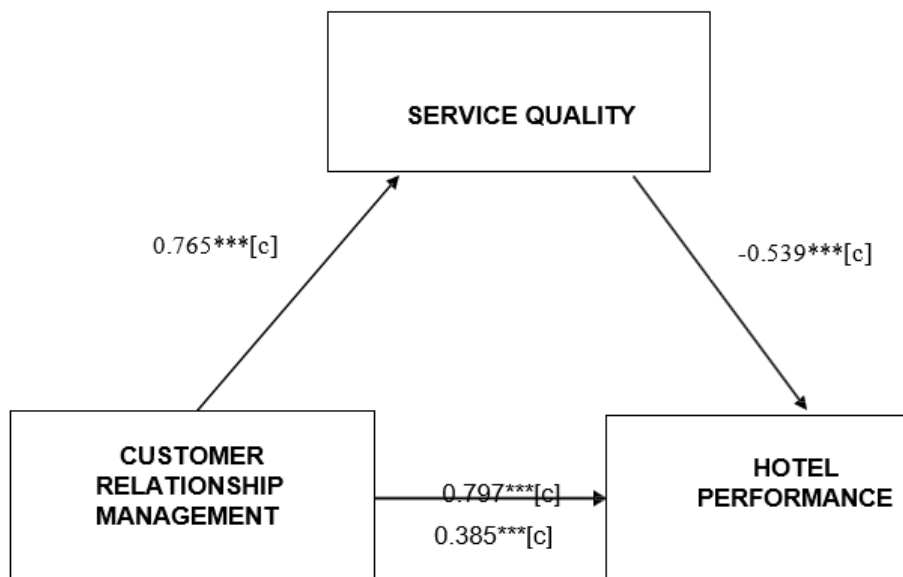 SERVICE QUALITY
0.765***[c]
-0.539***[c]
CUSTOMER
RELATIONSHIP
MANAGEMENT
0.797***[c]
0.385***[c]
HOTEL
PERFORMANCE